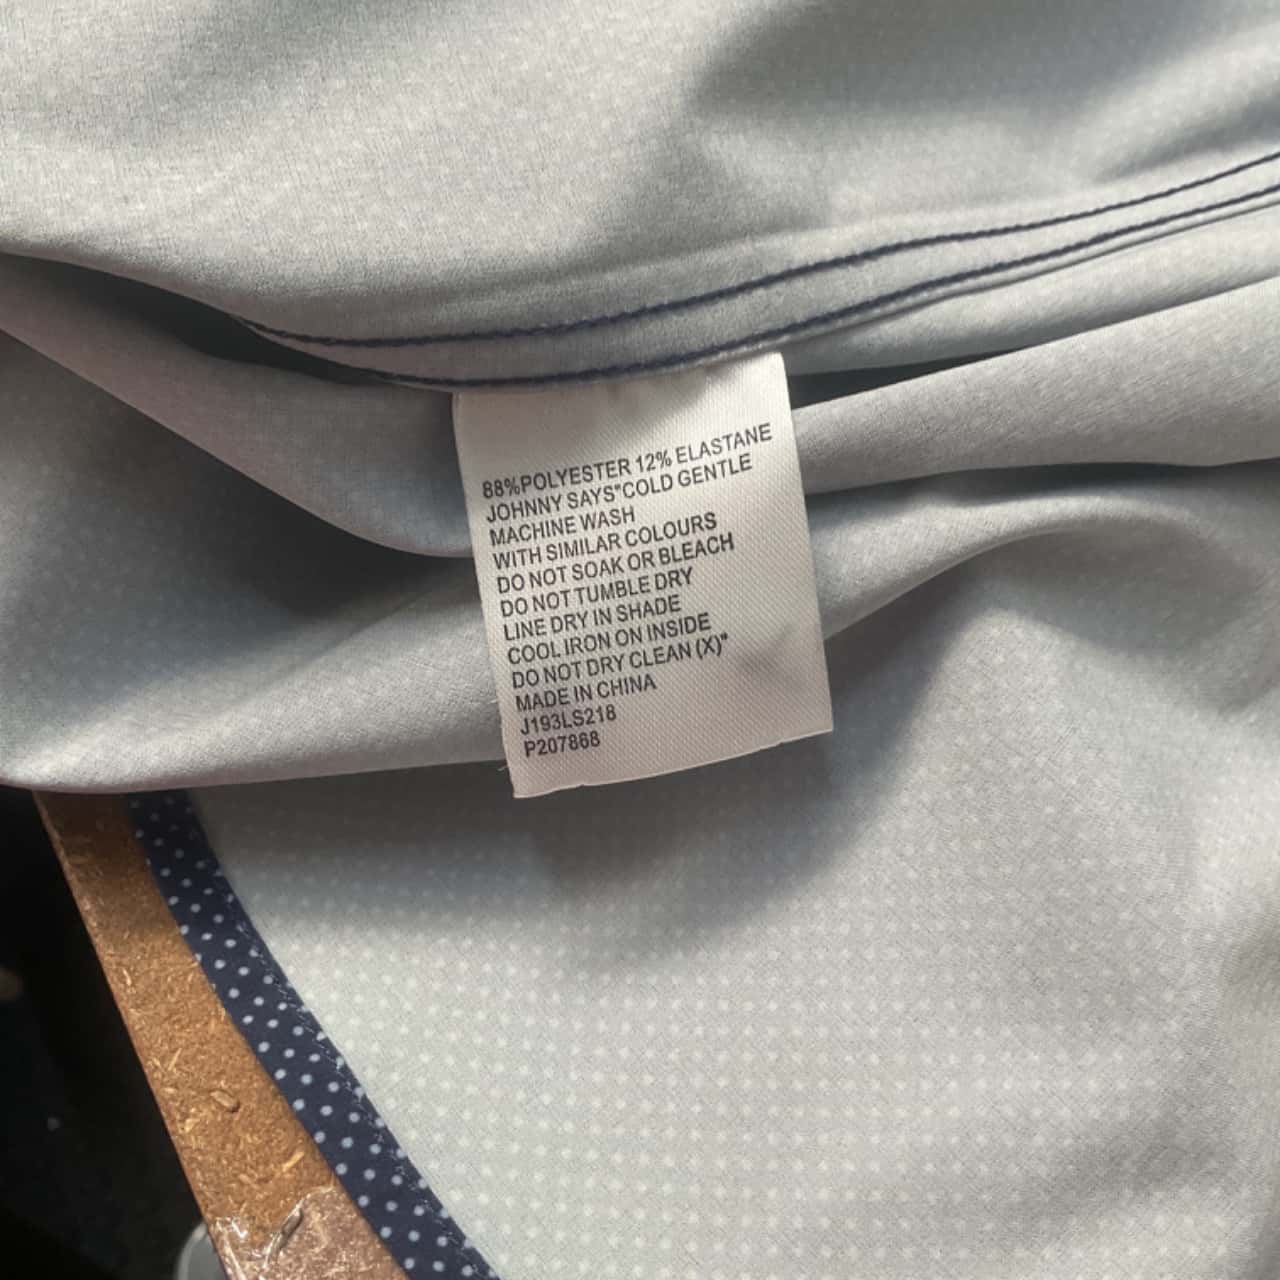 88%POLYESTER 12% ELASTANE
JOHNNY SAYS"COLD GENTLE
MACHINE WASH
WITH SIMILAR COLOURS
DO NOT SOAK OR BLEACH
DO NOT TUMBLE DRY
LINE DRY IN SHADE
COOL IRON ON INSIDE
DO NOT DRY CLEAN (X)"
MADE IN CHINA
J193LS218
P207868